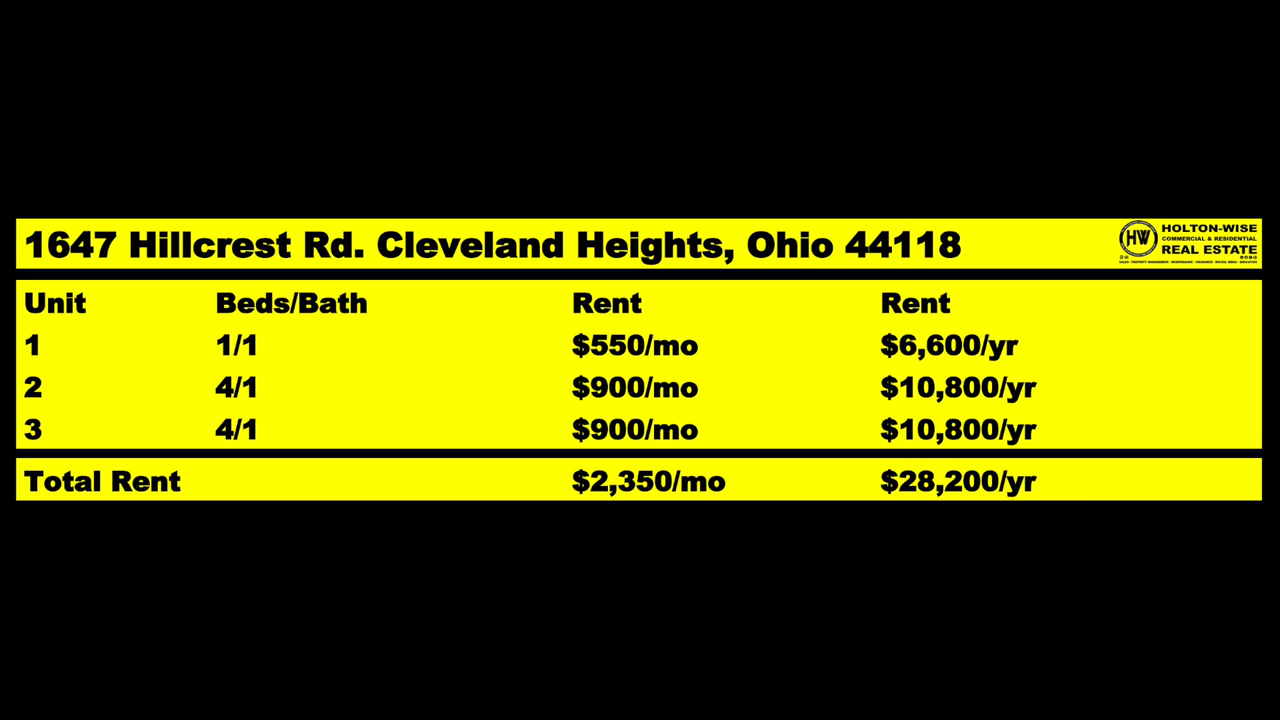 1647 Hillcrest Rd. Cleveland Heights, Ohio 44118
HW
HOLTON-WISE
COMMERCIAL & RESIDENTIAL
REAL ESTATE
Unit Beds/Bath Rent Rent
1 1/1 $550/mo $6,600/yr
2 4/1 $900/mo $10,800/yr
3 4/1 $900/mo $10,800/yr
Total Rent $2,350/mo $28,200/yr